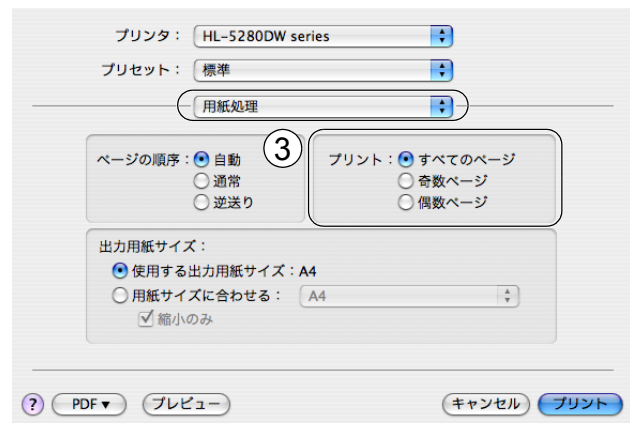 プリンタ： HL-5280DW series
プリセット： 標準
用紙処理
ページの順序： 自動
通常
逆送り
③
プリント： すべてのページ
奇数ページ
偶数ページ
出力用紙サイズ：
使用する出力用紙サイズ：A4
用紙サイズに合わせる： A4
縮小のみ
? PDF▼ プレビュー キャンセル プリント